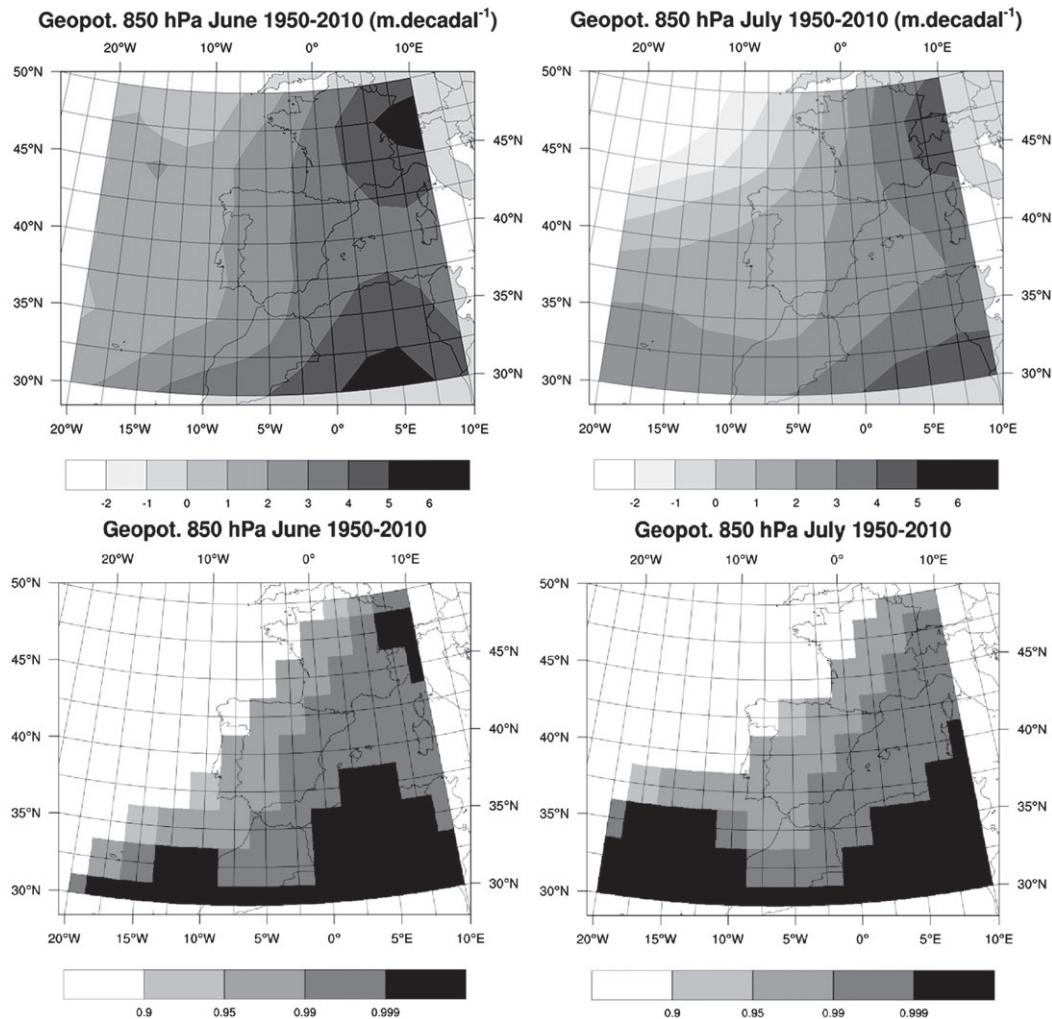 Geopot. 850 hPa June 1950-2010 (m.decadal⁻¹)
20°W 10°W 0° 10°E
50°N
45°N
45°N
40°N
40°N
35°N
35°N
30°N
30°N
20°W 15°W 10°W 5°W 0° 5°E 10°E
-2 -1 0 1 2 3 4 5 6
Geopot. 850 hPa July 1950-2010 (m.decadal⁻¹)
20°W 10°W 0° 10°E
50°N
45°N
45°N
40°N
40°N
35°N
35°N
30°N
30°N
20°W 15°W 10°W 5°W 0° 5°E 10°E
-2 -1 0 1 2 3 4 5 6
Geopot. 850 hPa June 1950-2010
20°W 10°W 0° 10°E
50°N
45°N
45°N
40°N
40°N
35°N
35°N
30°N
30°N
20°W 15°W 10°W 5°W 0° 5°E 10°E
0.9 0.95 0.99 0.999
Geopot. 850 hPa July 1950-2010
20°W 10°W 0° 10°E
50°N
45°N
45°N
40°N
40°N
35°N
35°N
30°N
30°N
20°W 15°W 10°W 5°W 0° 5°E 10°E
0.9 0.95 0.99 0.999